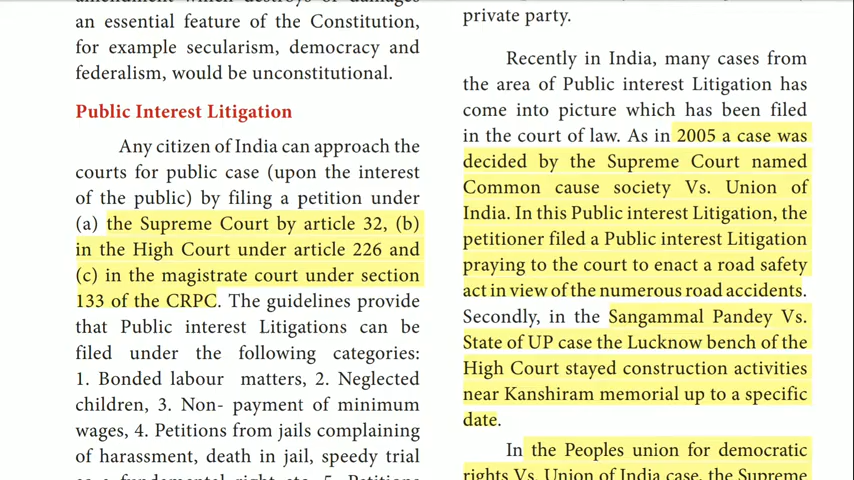 an essential feature of the Constitution,
for example secularism, democracy and
federalism, would be unconstitutional.
Public Interest Litigation
Any citizen of India can approach the
courts for public case (upon the interest
of the public) by filing a petition under
(a) the Supreme Court by article 32, (b)
in the High Court under article 226 and
(c) in the magistrate court under section
133 of the CRPC. The guidelines provide
that Public interest Litigations can be
filed under the following categories:
1. Bonded labour matters, 2. Neglected
children, 3. Non- payment of minimum
wages, 4. Petitions from jails complaining
of harassment, death in jail, speedy trial
private party.
Recently in India, many cases from
the area of Public interest Litigation has
come into picture which has been filed
in the court of law. As in 2005 a case was
decided by the Supreme Court named
Common cause society Vs. Union of
India. In this Public interest Litigation, the
petitioner filed a Public interest Litigation
praying to the court to enact a road safety
act in view of the numerous road accidents.
Secondly, in the Sangammal Pandey Vs.
State of UP case the Lucknow bench of the
High Court stayed construction activities
near Kanshiram memorial up to a specific
date.
In the Peoples union for democratic
rights Vs. Union of India case, the Supreme